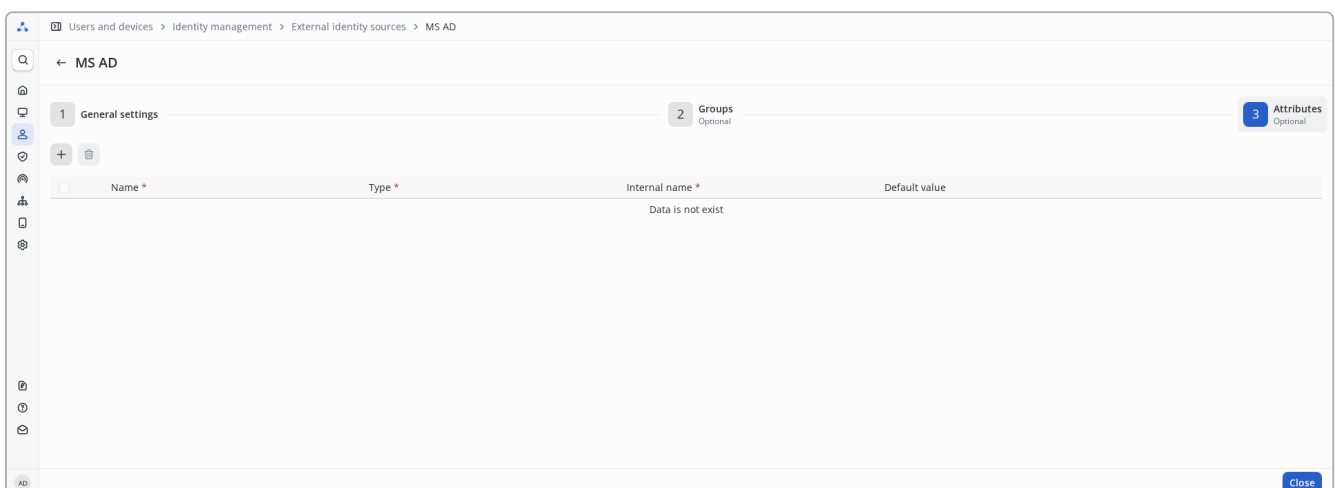 Users and devices > Identity management > External identity sources > MS AD
← MS AD
1 General settings
2 Groups
Optional
3 Attributes
Optional
Name * Type * Internal name * Default value
Data is not exist
AD
Close